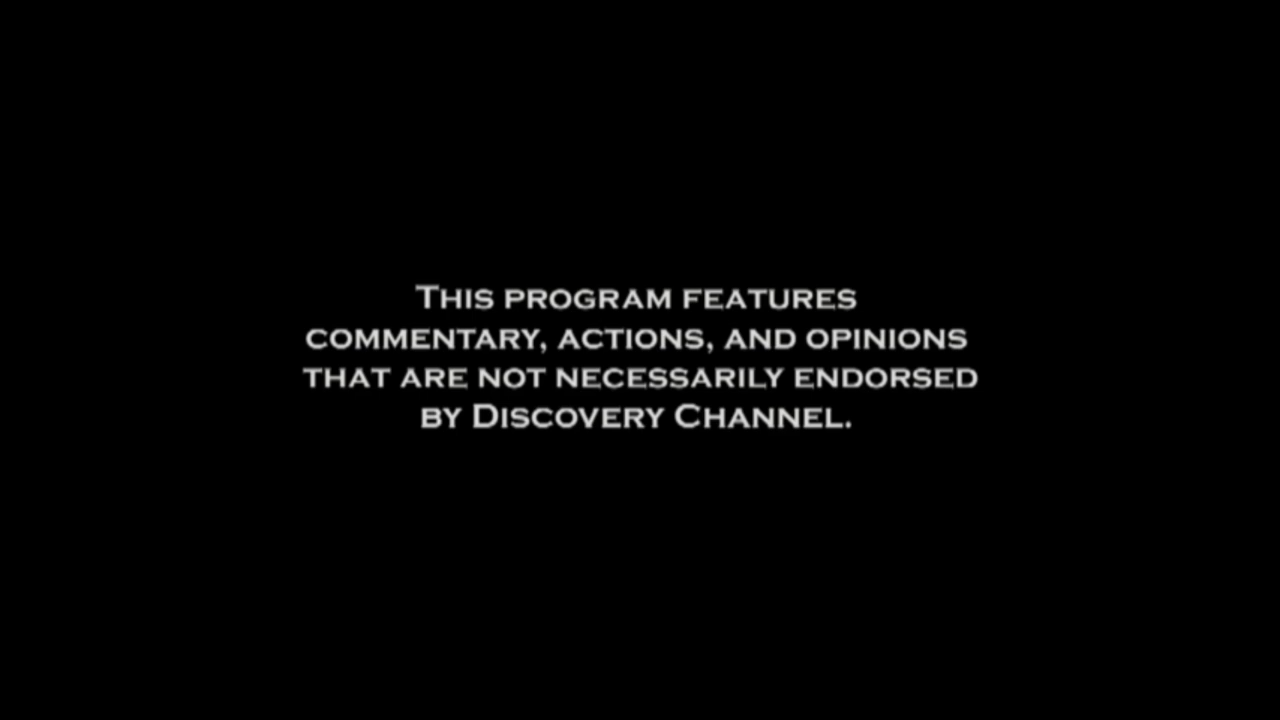 This program features
commentary, actions, and opinions
that are not necessarily endorsed
by Discovery Channel.